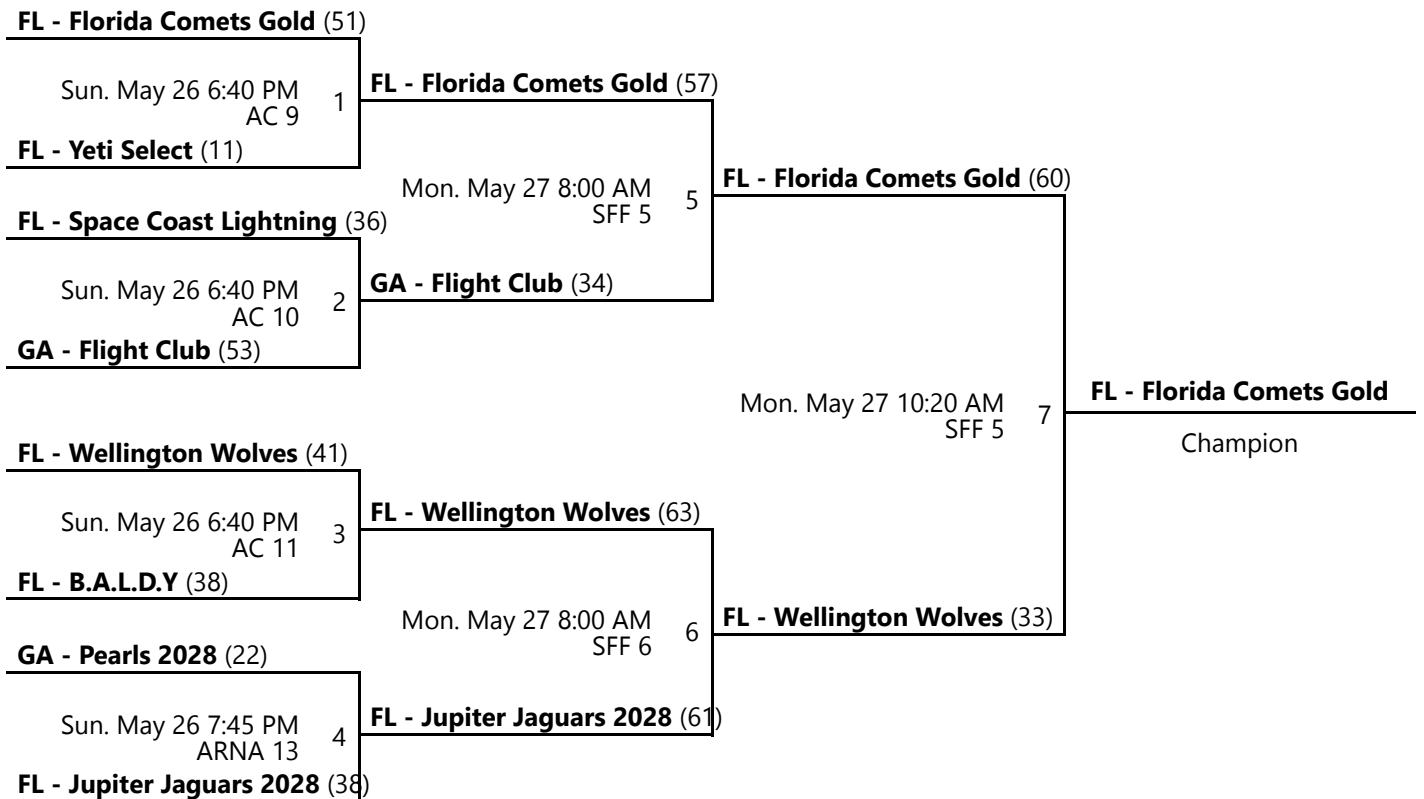 FL - Florida Comets Gold (51)
Sun. May 26 6:40 PM
AC 9
1
FL - Yeti Select (11)
FL - Florida Comets Gold (57)
FL - Space Coast Lightning (36)
Sun. May 26 6:40 PM
AC 10
2
GA - Flight Club (53)
Mon. May 27 8:00 AM
SFF 5
5
GA - Flight Club (34)
FL - Florida Comets Gold (60)
FL - Wellington Wolves (41)
Sun. May 26 6:40 PM
AC 11
3
FL - B.A.L.D.Y (38)
FL - Wellington Wolves (63)
GA - Pearls 2028 (22)
Sun. May 26 7:45 PM
ARNA 13
4
FL - Jupiter Jaguars 2028 (38)
Mon. May 27 8:00 AM
SFF 6
6
FL - Jupiter Jaguars 2028 (61)
FL - Wellington Wolves (33)
Mon. May 27 10:20 AM
SFF 5
7
FL - Florida Comets Gold
Champion